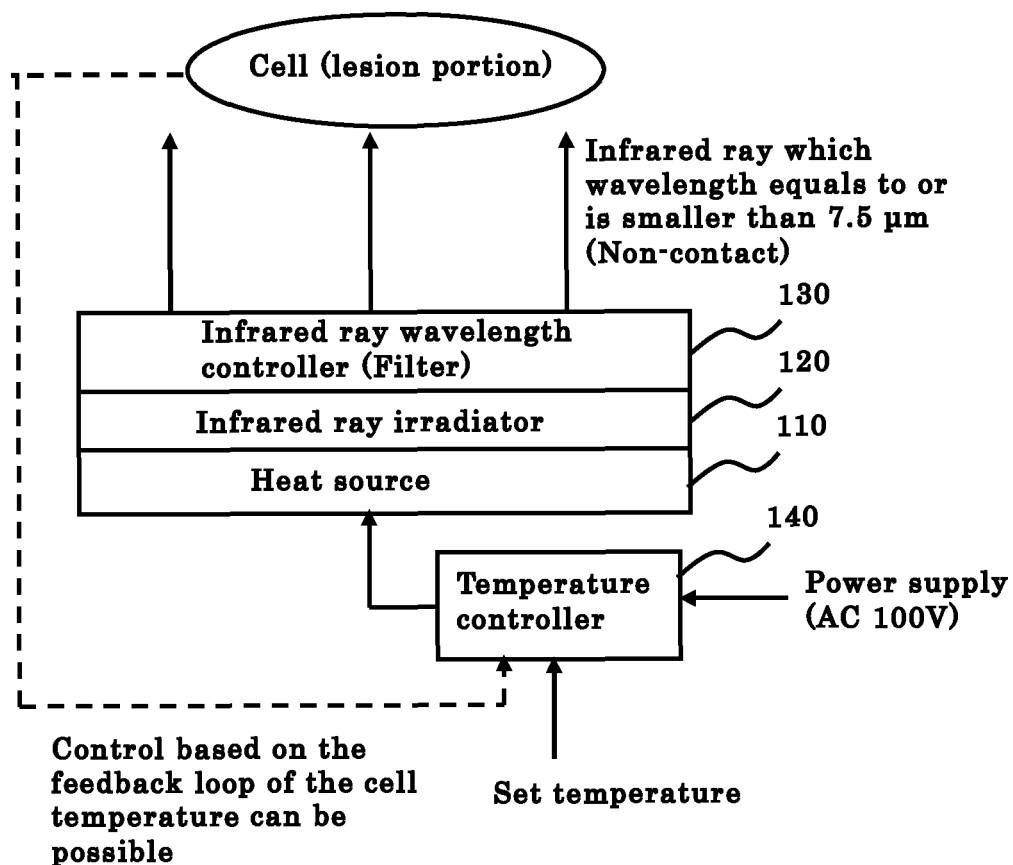 Cell (lesion portion)
Infrared ray which
wavelength equals to or
is smaller than 7.5 μm
(Non-contact)
130
Infrared ray wavelength
controller (Filter)
120
Infrared ray irradiator
110
Heat source
140
Temperature
controller
Power supply
(AC 100V)
Control based on the
feedback loop of the cell
temperature can be
possible
Set temperature